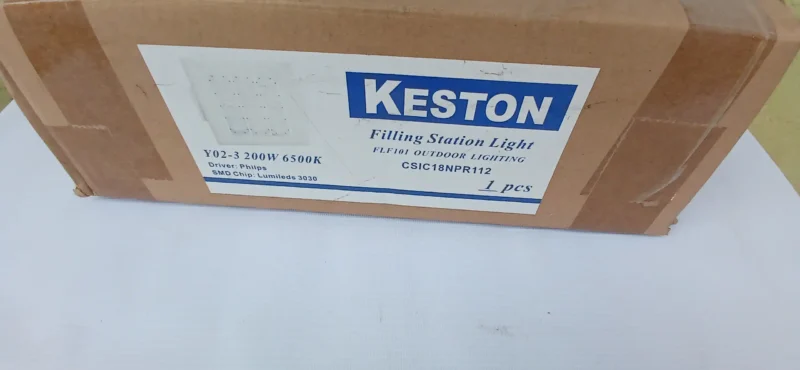 KESTON
Filling Station Light
FLF101 OUTDOOR LIGHTING
CSIC18NPR112
1 pcs
Y02-3 200W 6500K
Driver: Philps
SMD Chip: Lumileds 3030